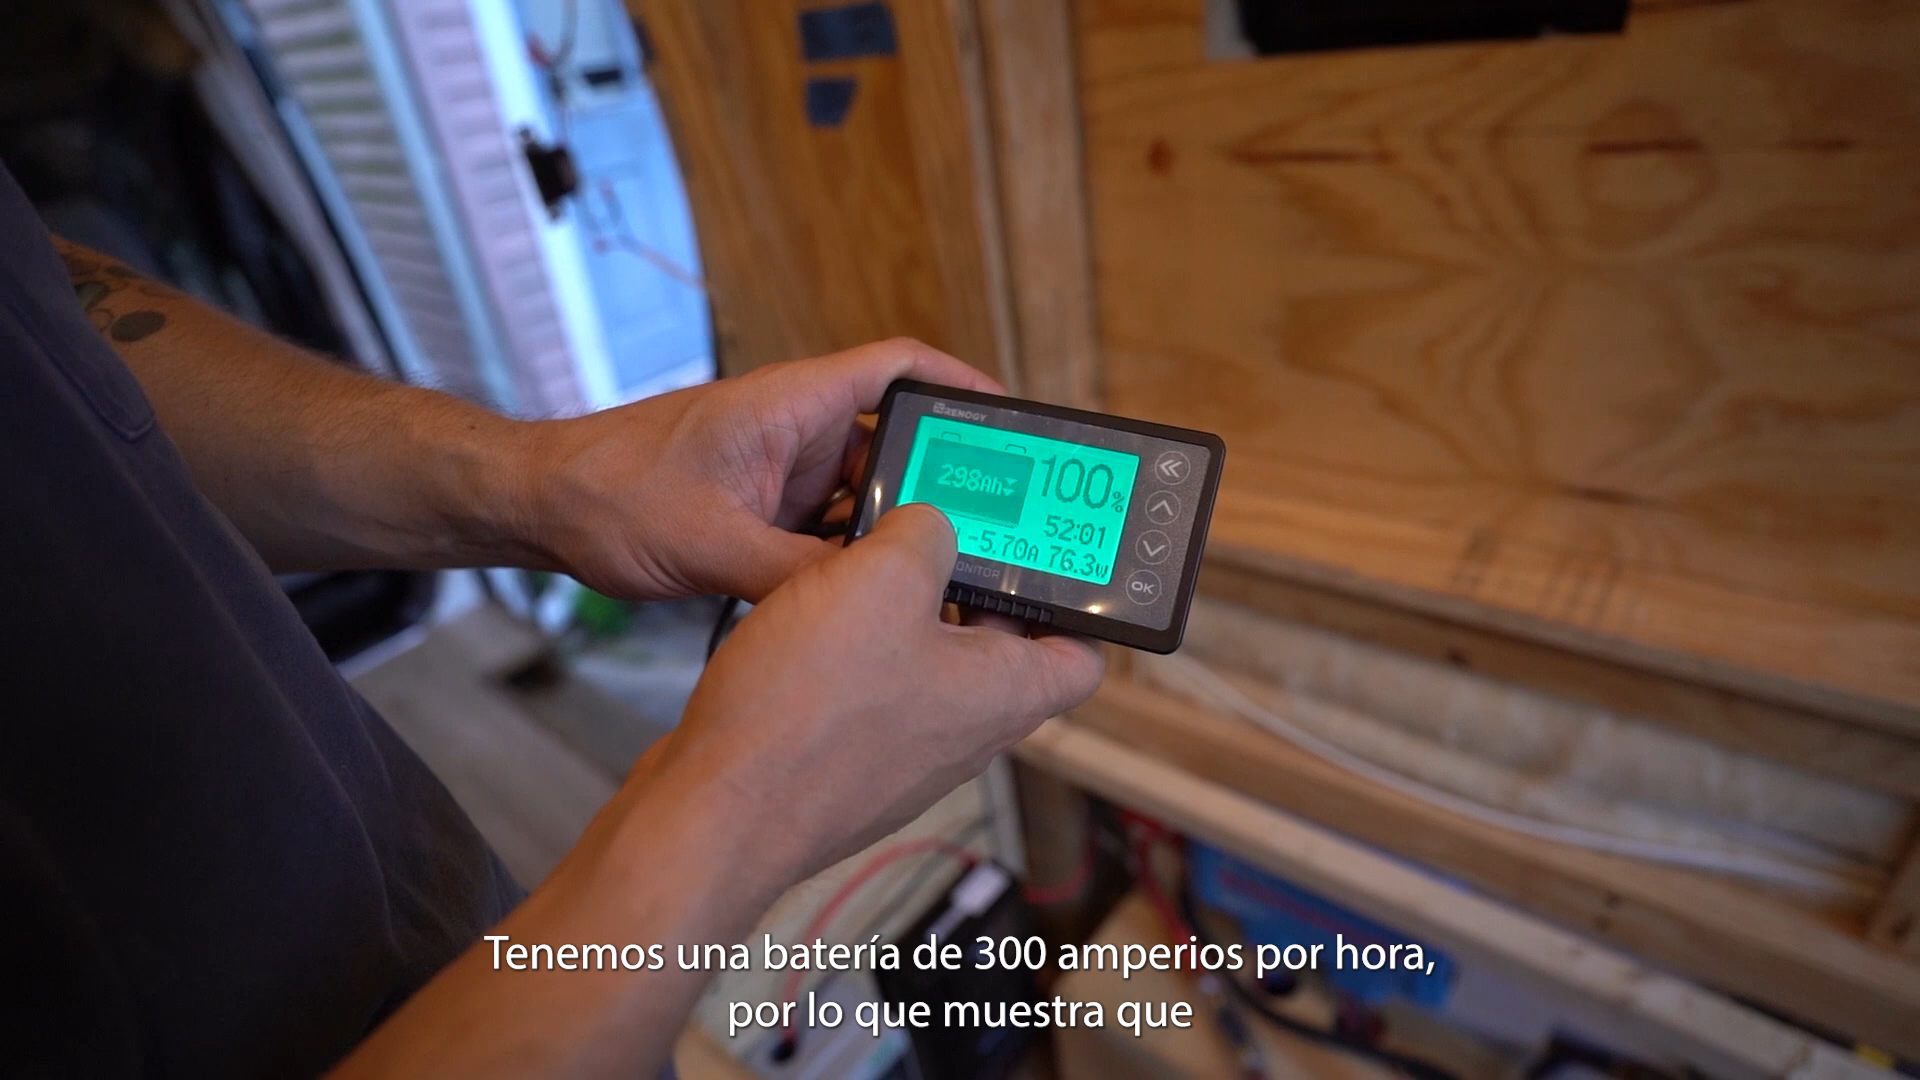 RENOGY
298Ah
100%
52:01
-5.70A 76.3W
ONITOR
OK
Tenemos una batería de 300 amperios por hora,
por lo que muestra que